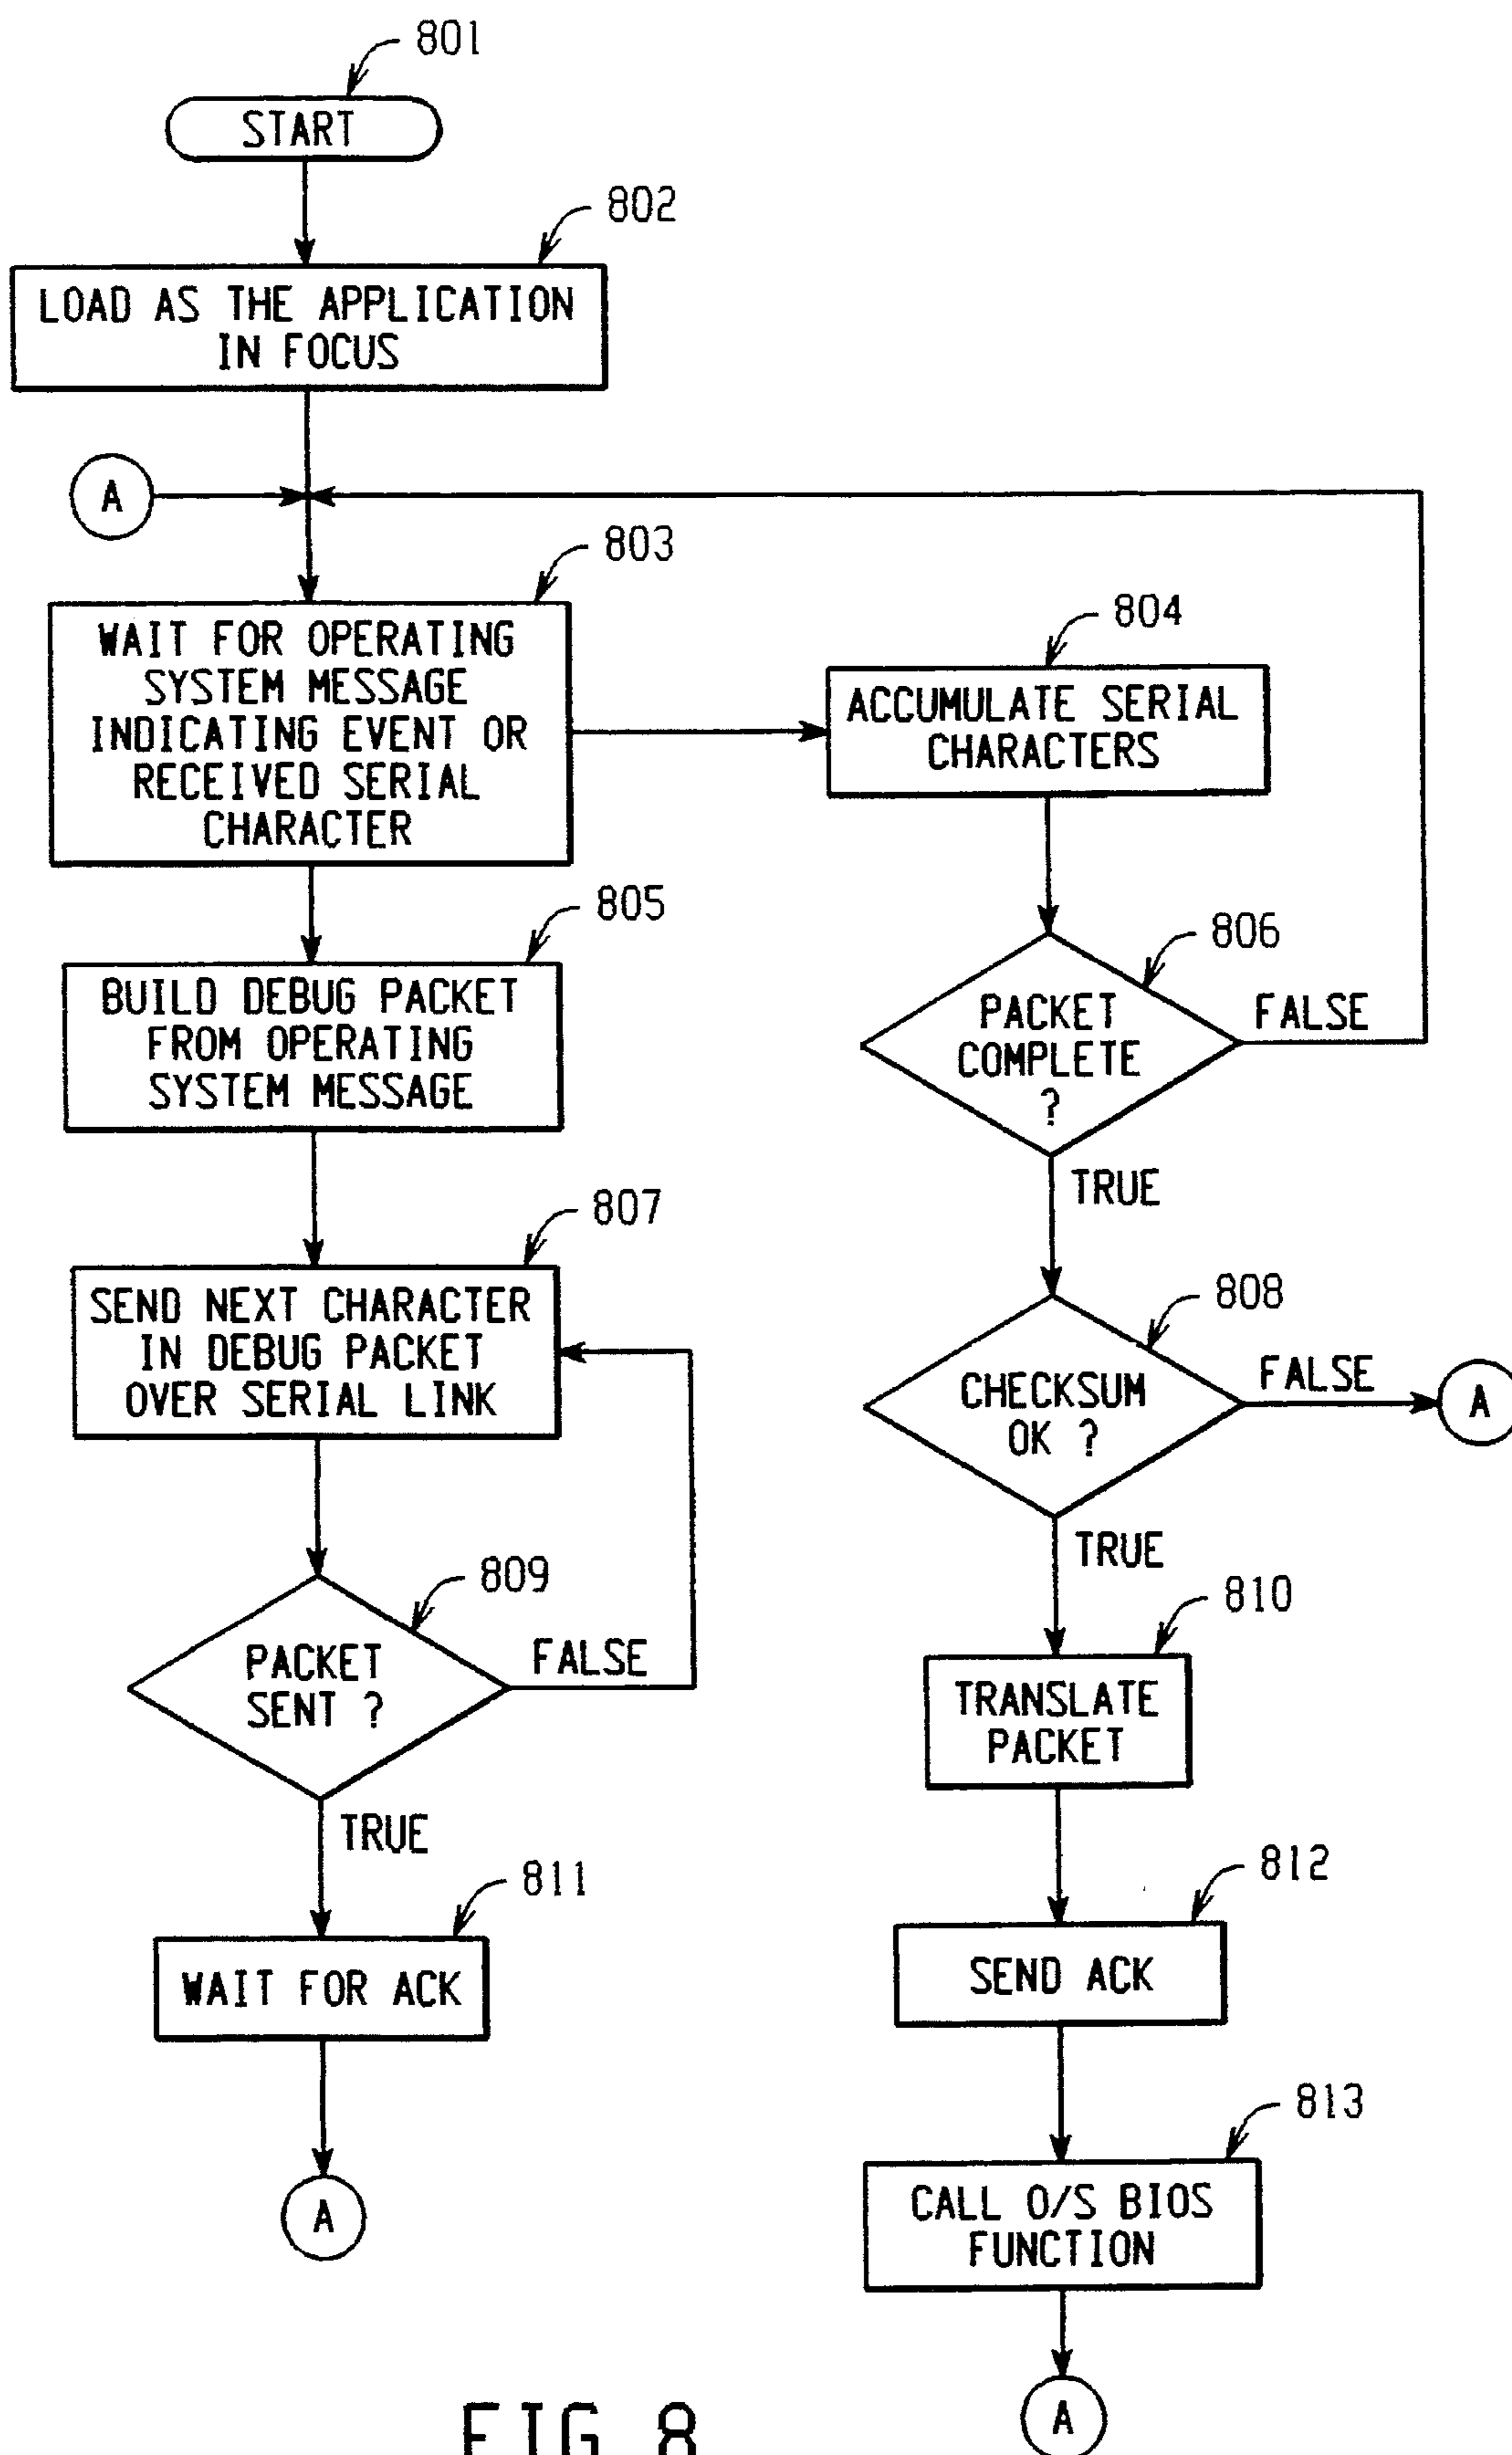 801
START
802
LOAD AS THE APPLICATION
IN FOCUS
A
803
WAIT FOR OPERATING
SYSTEM MESSAGE
INDICATING EVENT OR
RECEIVED SERIAL
CHARACTER
804
ACCUMULATE SERIAL
CHARACTERS
805
BUILD DEBUG PACKET
FROM OPERATING
SYSTEM MESSAGE
806
PACKET
COMPLETE
?
FALSE
TRUE
807
SEND NEXT CHARACTER
IN DEBUG PACKET
OVER SERIAL LINK
808
CHECKSUM
OK ?
FALSE
A
TRUE
809
PACKET
SENT ?
FALSE
TRUE
810
TRANSLATE
PACKET
811
WAIT FOR ACK
A
812
SEND ACK
813
CALL O/S BIOS
FUNCTION
A
FIG 8